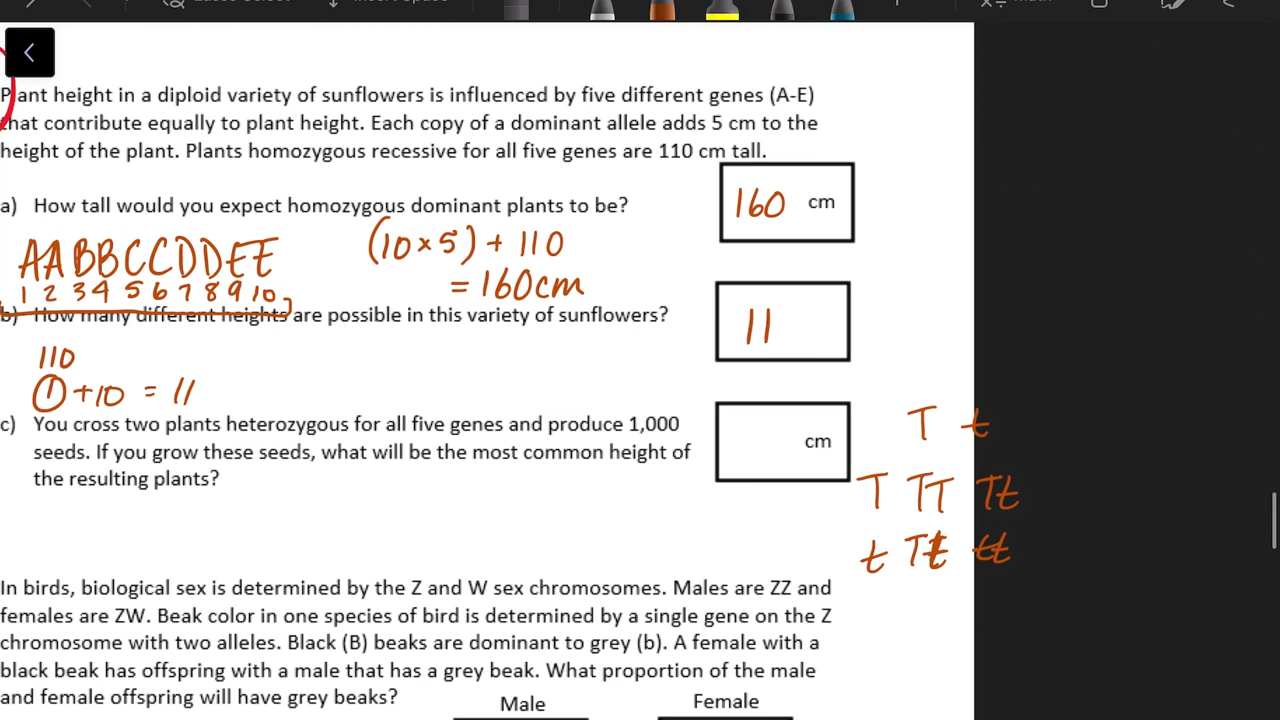 Plant height in a diploid variety of sunflowers is influenced by five different genes (A-E)
that contribute equally to plant height. Each copy of a dominant allele adds 5 cm to the
height of the plant. Plants homozygous recessive for all five genes are 110 cm tall.
a) How tall would you expect homozygous dominant plants to be?
160 cm
AABBCCDDEE
1 2 3 4 5 6 7 8 9 10
(10 × 5) + 110
= 160cm
b) How many different heights are possible in this variety of sunflowers?
11
110
1 + 10 = 11
c) You cross two plants heterozygous for all five genes and produce 1,000
seeds. If you grow these seeds, what will be the most common height of
the resulting plants?
cm
T t
T TT Tt
t Tt tt
In birds, biological sex is determined by the Z and W sex chromosomes. Males are ZZ and
females are ZW. Beak color in one species of bird is determined by a single gene on the Z
chromosome with two alleles. Black (B) beaks are dominant to grey (b). A female with a
black beak has offspring with a male that has a grey beak. What proportion of the male
and female offspring will have grey beaks?
Male Female